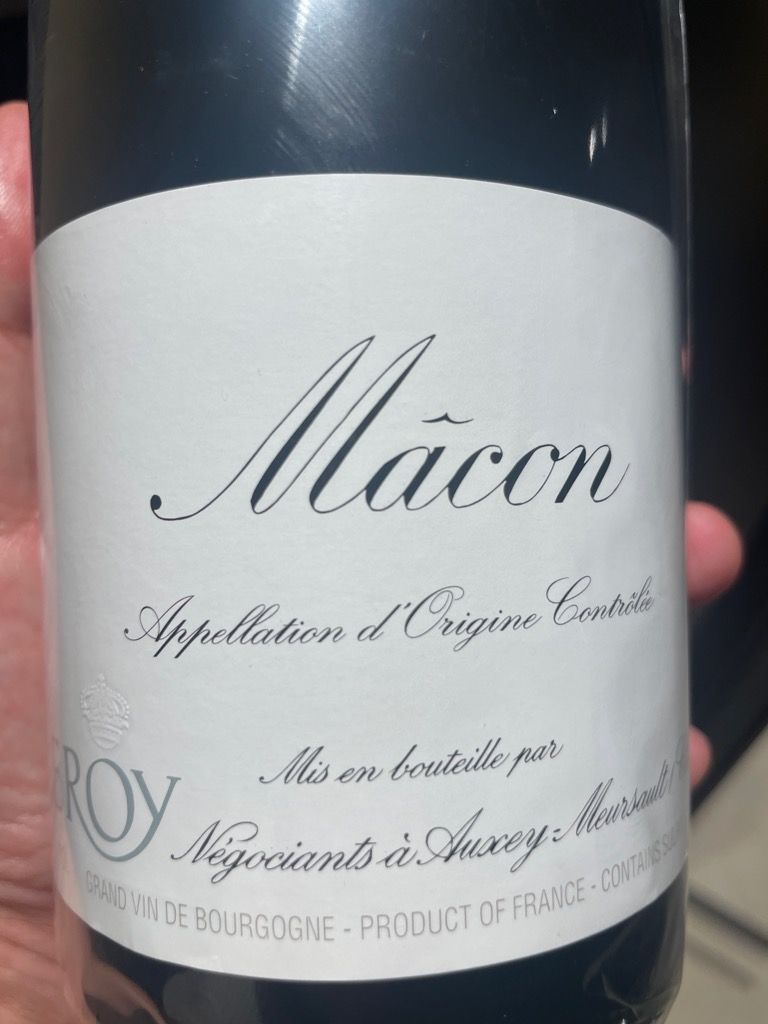 Mâcon
Appellation d'Origine Contrôlée
EROY
Mis en bouteille par
Négociants à Auxey-Meursault
GRAND VIN DE BOURGOGNE - PRODUCT OF FRANCE - CONTAINS